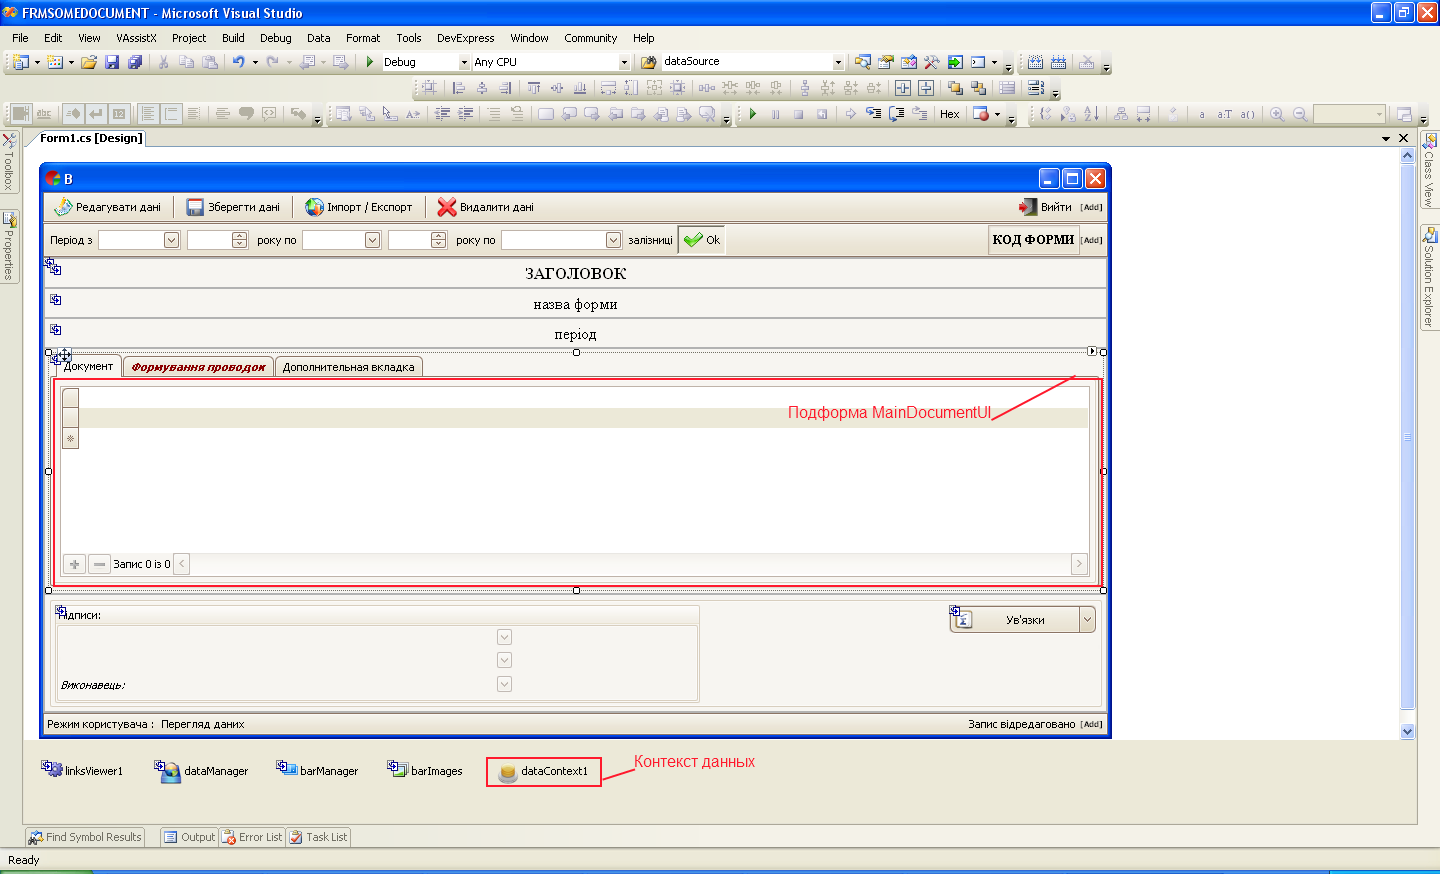 FRMSOMEDOCUMENT - Microsoft Visual Studio
File Edit View VAssistX Project Build Debug Data Format Tools DevExpress Window Community Help
Debug Any CPU dataSource
abc 12 Hex a a:T a()
Form1.cs [Design]
Toolbox
Properties
Class View
Solution Explorer
В
Редагувати дані Зберегти дані Імпорт / Експорт Видалити дані Вийти [Add]
Період з року по року по залізниці Ok КОД ФОРМИ [Add]
ЗАГОЛОВОК
назва форми
період
Документ Формування проводок Дополнительная вкладка
Подформа MainDocumentUI
Запис 0 із 0
Підписи:
Ув'язки
Виконавець:
Режим користувача : Перегляд даних Запис відредаговано [Add]
linksViewer1 dataManager barManager barImages dataContext1
Контекст данных
Find Symbol Results Output Error List Task List
Ready